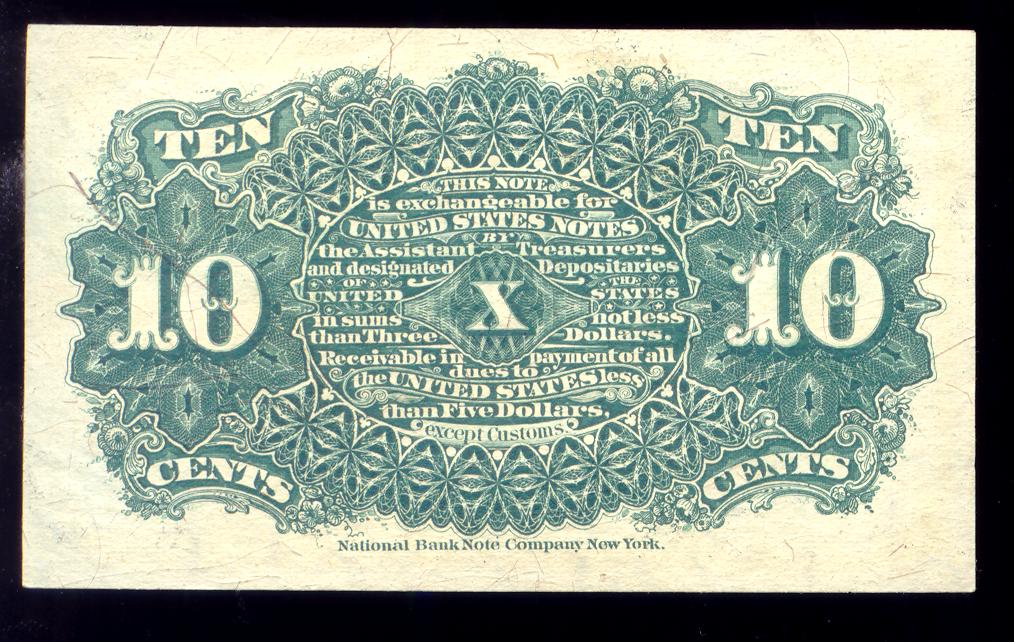 TEN TEN
THIS NOTE
is exchangeable for
UNITED STATES NOTES
BY
the Assistant Treasurers
and designated Depositaries
OF THE
UNITED STATES
in sums not less
than Three Dollars.
Receivable in payment of all
dues to
the UNITED STATES less
than Five Dollars.
except Customs.
10 X 10
CENTS CENTS
National Bank Note Company New York.